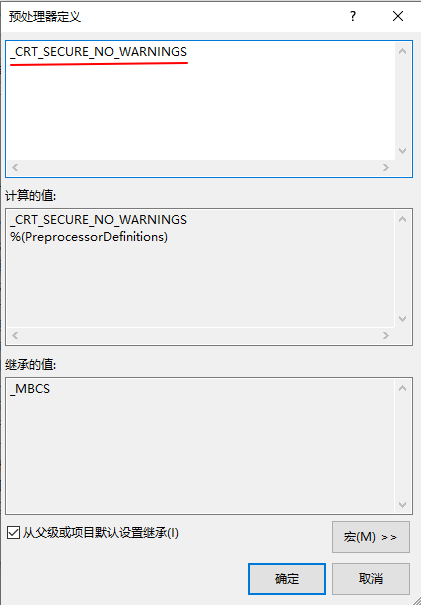 预处理器定义
_CRT_SECURE_NO_WARNINGS
计算的值:
_CRT_SECURE_NO_WARNINGS
%(PreprocessorDefinitions)
继承的值:
_MBCS
从父级或项目默认设置继承(I)
宏(M) >>
确定
取消